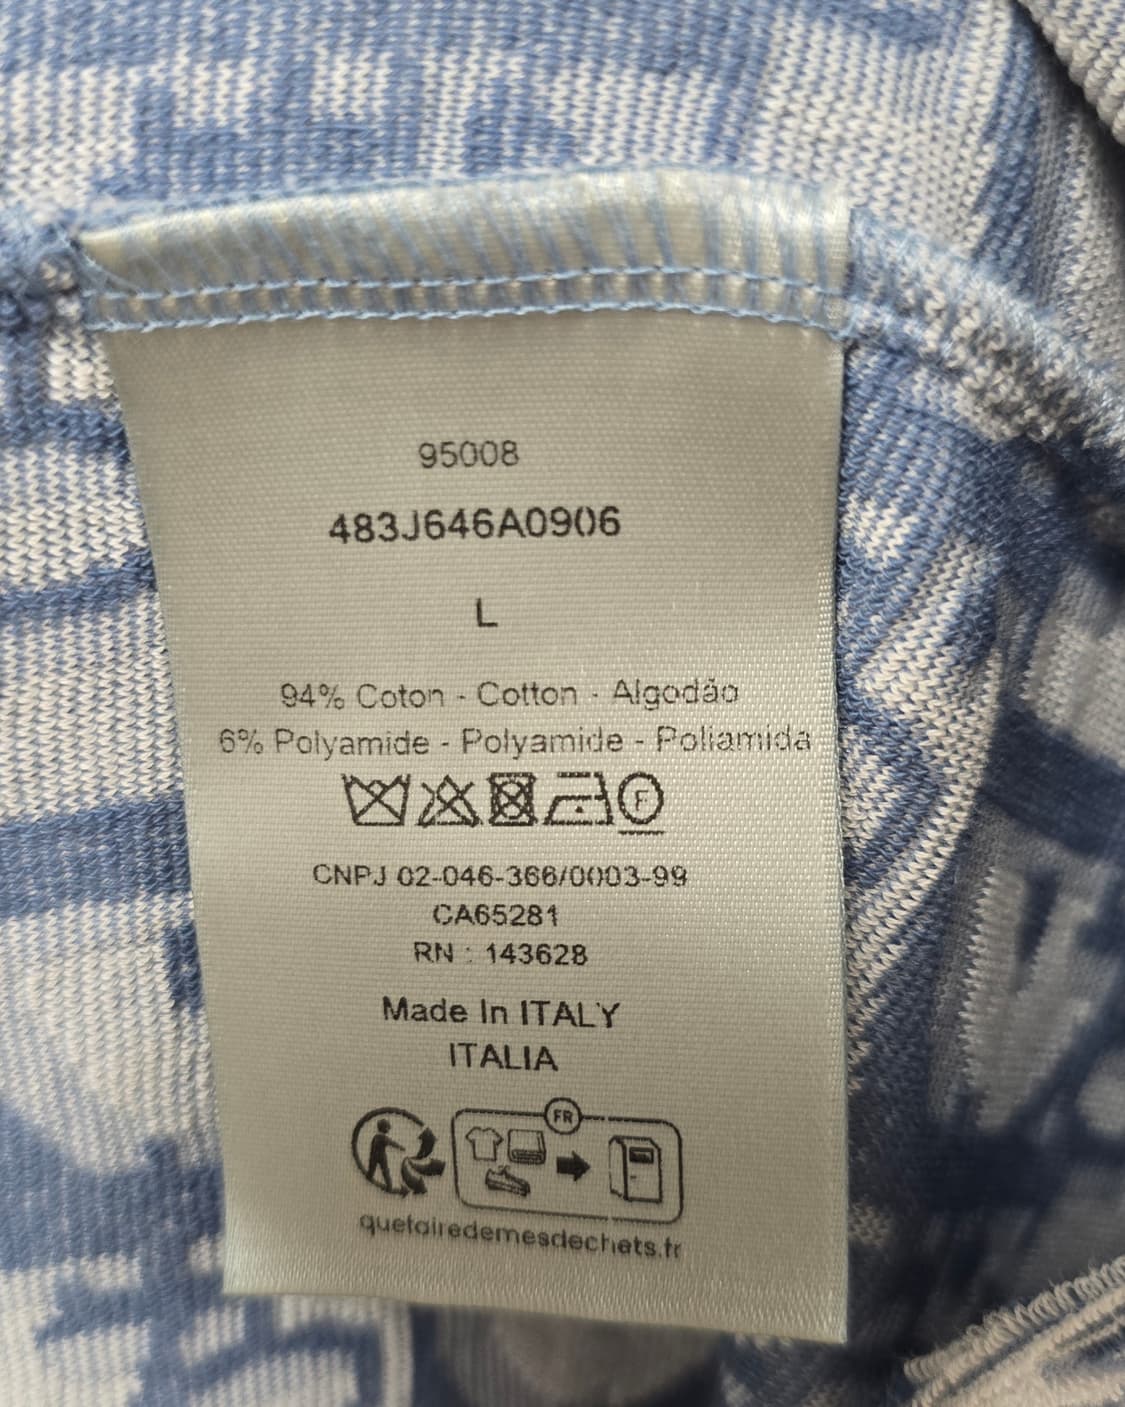 95008
483J646A0906
L
94% Coton - Cotton - Algodão
6% Polyamide - Polyamide - Poliamida
F
CNPJ 02-046-366/0003-99
CA65281
RN : 143628
Made In ITALY
ITALIA
FR
quefairedemesdechets.fr